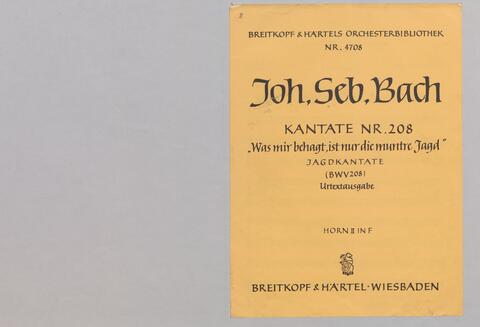 BREITKOPF & HÄRTELS ORCHESTERBIBLIOTHEK
NR. 4708
Joh. Seb. Bach
KANTATE NR. 208
„Was mir behagt, ist nur die muntre Jagd"
JAGDKANTATE
(BWV 208)
Urtextausgabe
HORN II IN F
BREITKOPF & HÄRTEL · WIESBADEN